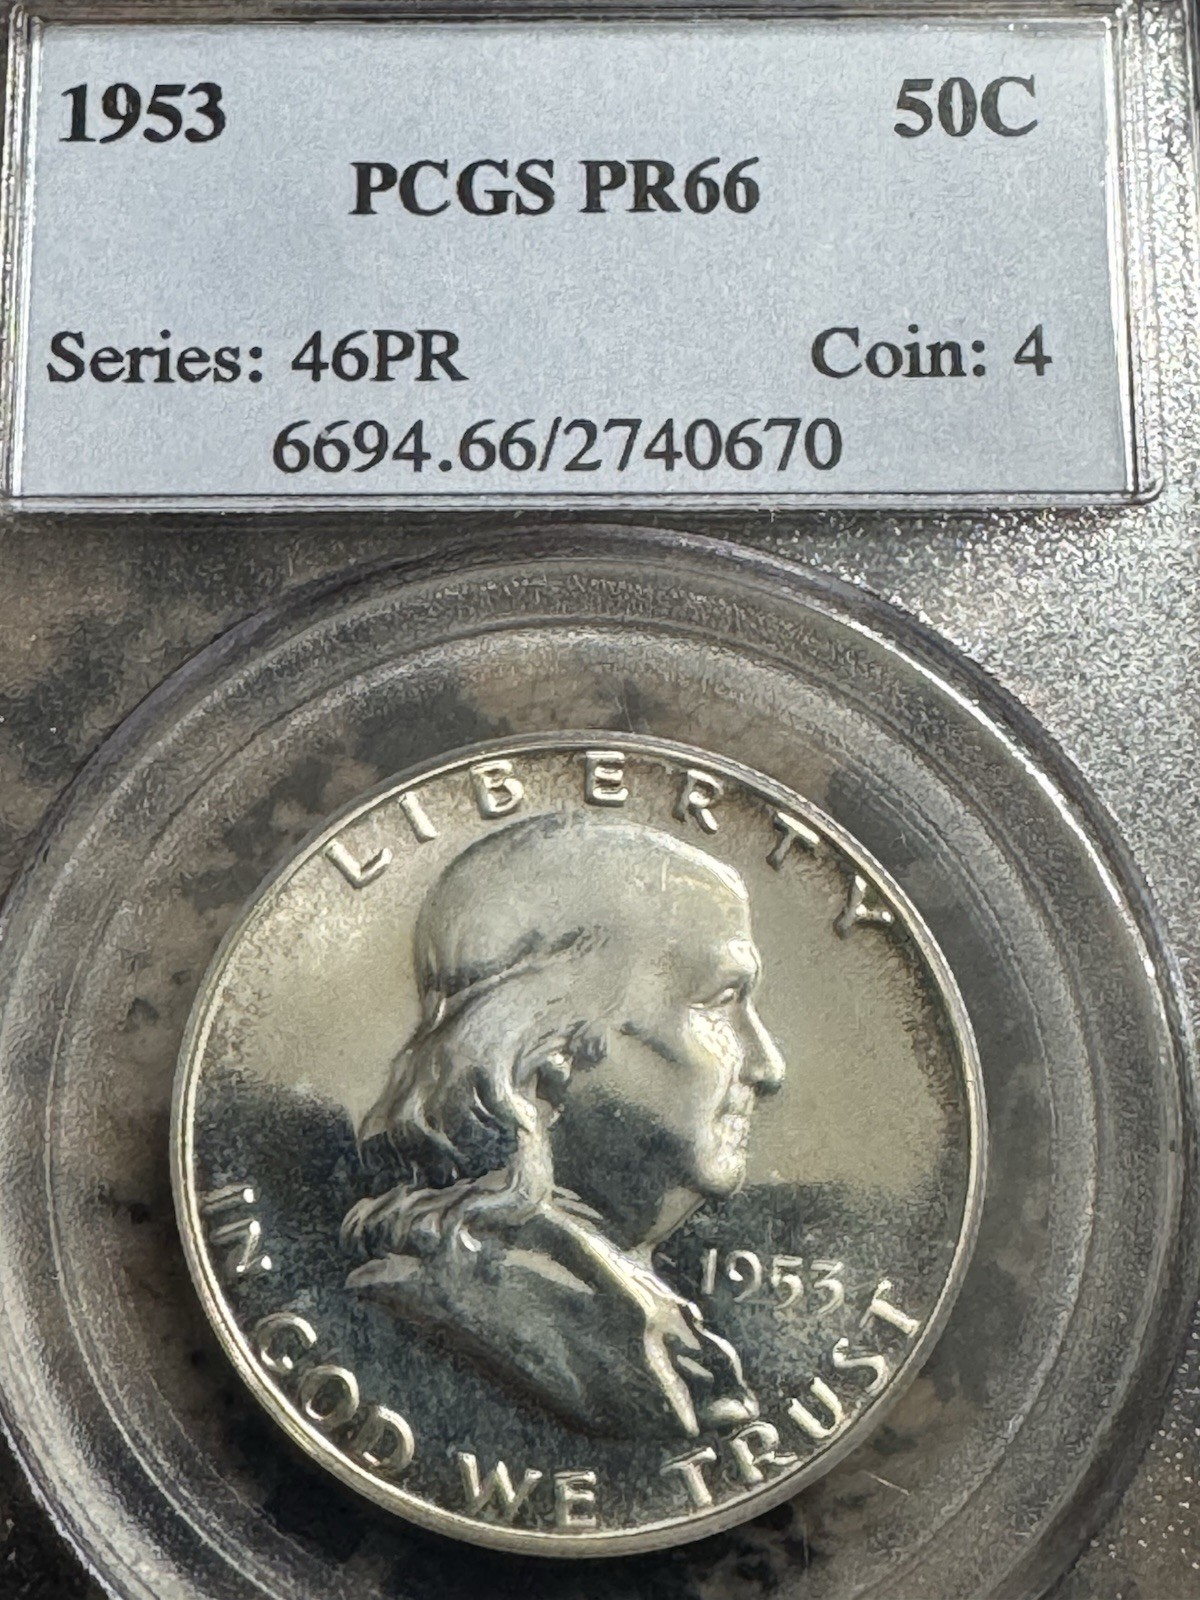 1953 50C
PCGS PR66
Series: 46PR Coin: 4
6694.66/2740670
LIBERTY
1953
IN GOD WE TRUST